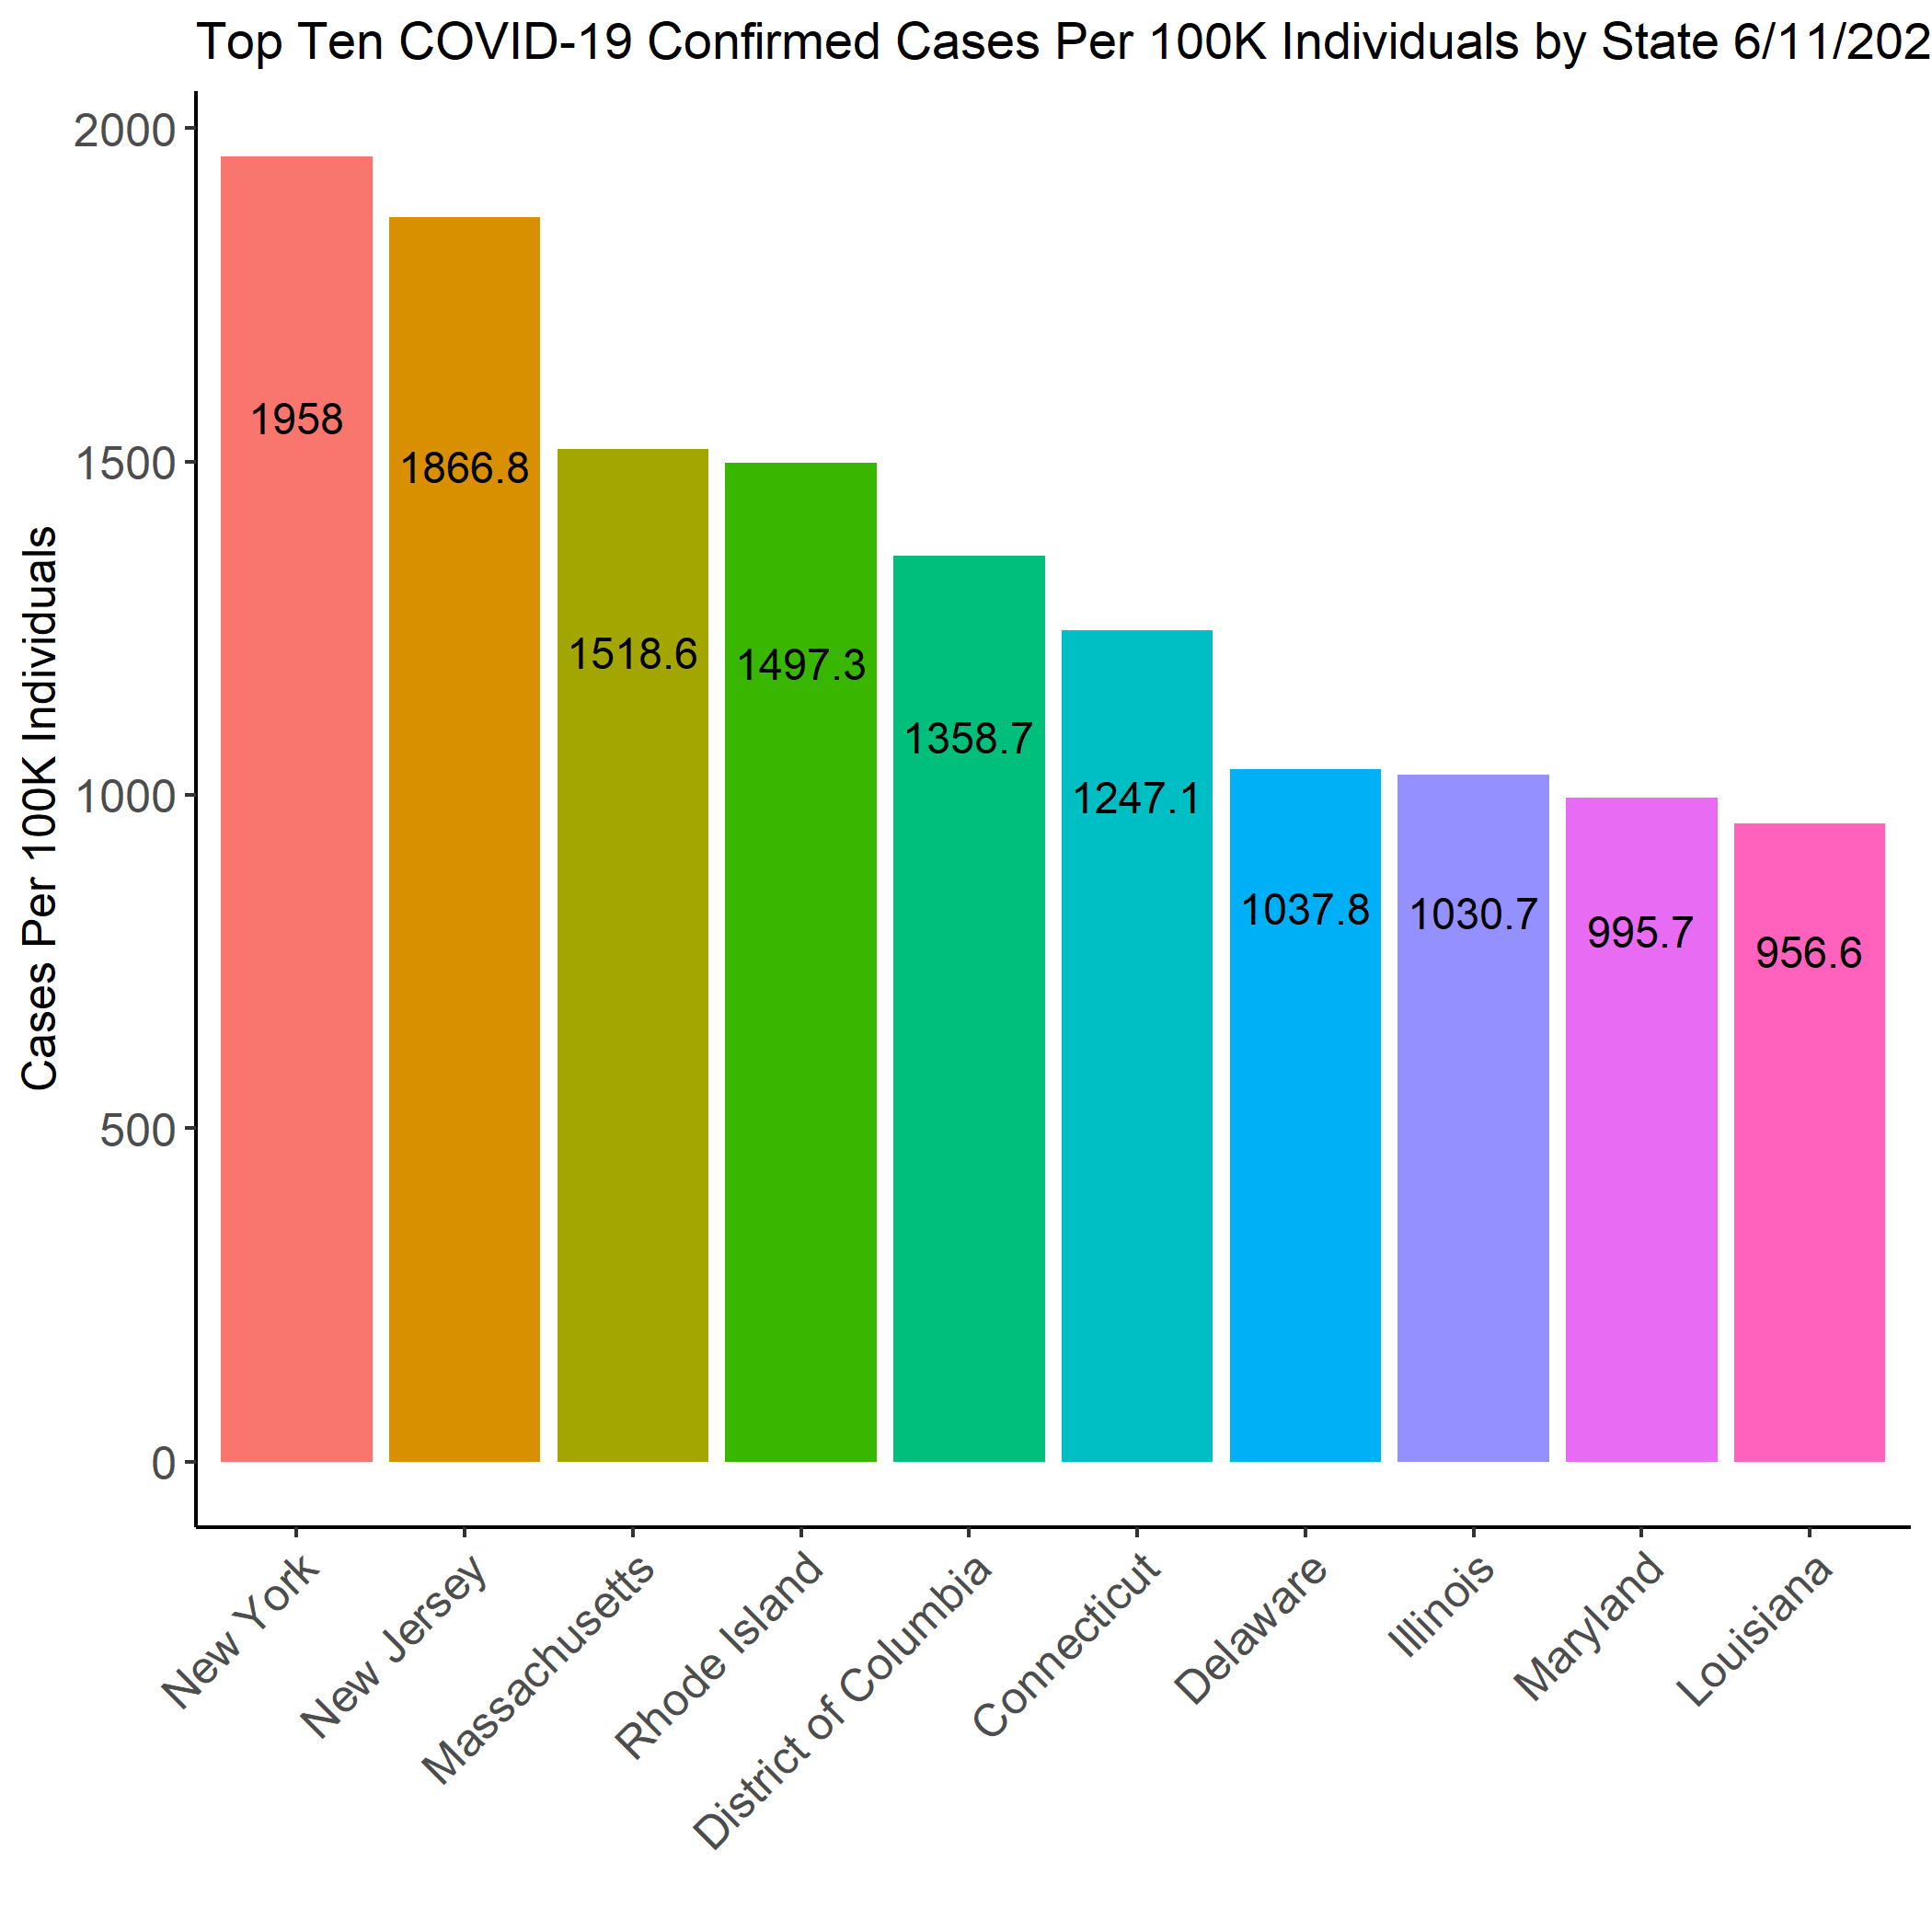 Top Ten COVID-19 Confirmed Cases Per 100K Individuals by State 6/11/202
Cases Per 100K Individuals
2000
1500
1000
500
0
1958
1866.8
1518.6
1497.3
1358.7
1247.1
1037.8
1030.7
995.7
956.6
New York
New Jersey
Massachusetts
Rhode Island
District of Columbia
Connecticut
Delaware
Illinois
Maryland
Louisiana